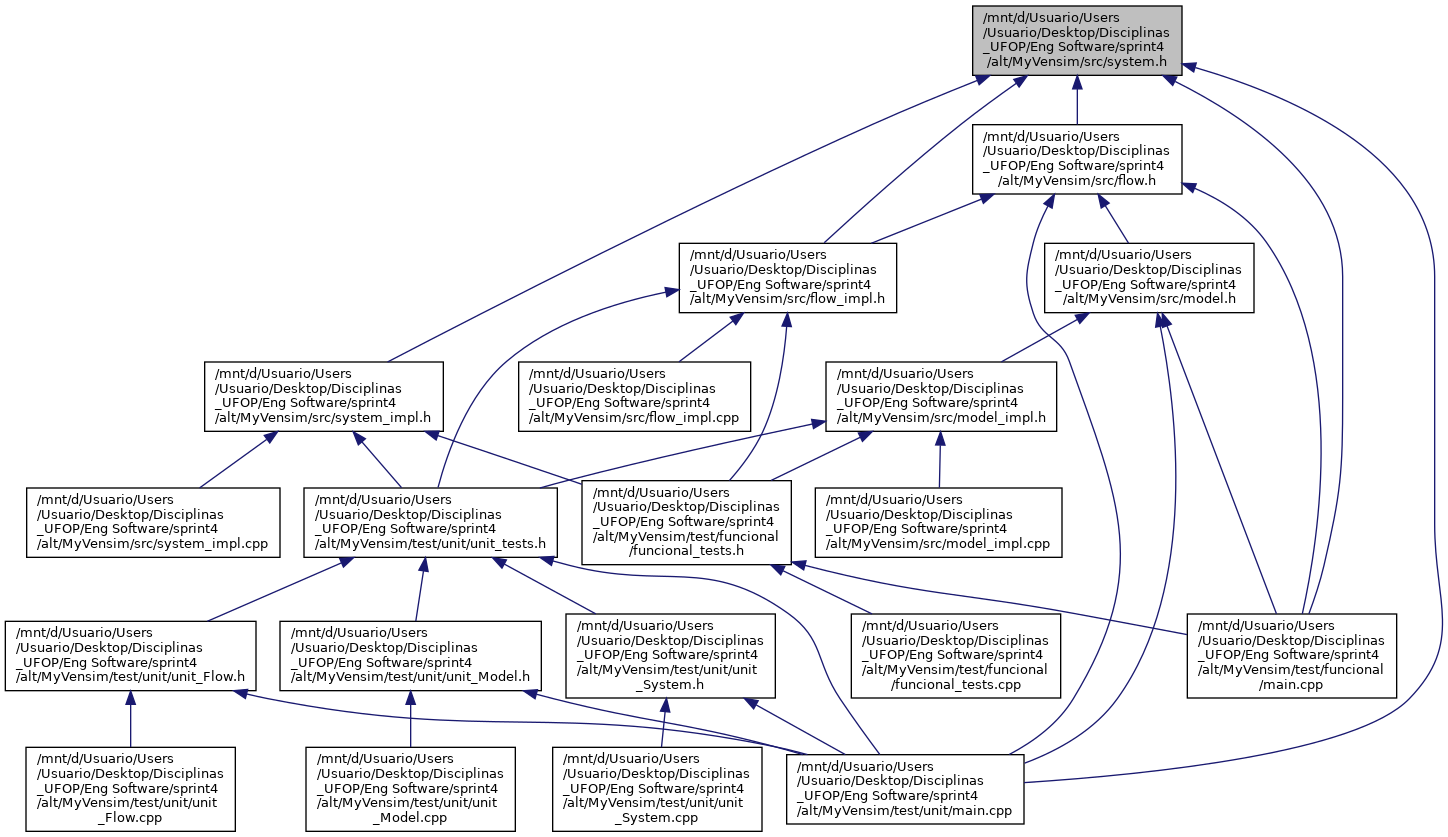 /mnt/d/Usuario/Users
/Usuario/Desktop/Disciplinas
_UFOP/Eng Software/sprint4
/alt/MyVensim/src/system.h
/mnt/d/Usuario/Users
/Usuario/Desktop/Disciplinas
_UFOP/Eng Software/sprint4
/alt/MyVensim/src/flow.h
/mnt/d/Usuario/Users
/Usuario/Desktop/Disciplinas
_UFOP/Eng Software/sprint4
/alt/MyVensim/src/flow_impl.h
/mnt/d/Usuario/Users
/Usuario/Desktop/Disciplinas
_UFOP/Eng Software/sprint4
/alt/MyVensim/src/model.h
/mnt/d/Usuario/Users
/Usuario/Desktop/Disciplinas
_UFOP/Eng Software/sprint4
/alt/MyVensim/src/system_impl.h
/mnt/d/Usuario/Users
/Usuario/Desktop/Disciplinas
_UFOP/Eng Software/sprint4
/alt/MyVensim/src/flow_impl.cpp
/mnt/d/Usuario/Users
/Usuario/Desktop/Disciplinas
_UFOP/Eng Software/sprint4
/alt/MyVensim/src/model_impl.h
/mnt/d/Usuario/Users
/Usuario/Desktop/Disciplinas
_UFOP/Eng Software/sprint4
/alt/MyVensim/src/system_impl.cpp
/mnt/d/Usuario/Users
/Usuario/Desktop/Disciplinas
_UFOP/Eng Software/sprint4
/alt/MyVensim/test/unit/unit_tests.h
/mnt/d/Usuario/Users
/Usuario/Desktop/Disciplinas
_UFOP/Eng Software/sprint4
/alt/MyVensim/test/funcional
/funcional_tests.h
/mnt/d/Usuario/Users
/Usuario/Desktop/Disciplinas
_UFOP/Eng Software/sprint4
/alt/MyVensim/src/model_impl.cpp
/mnt/d/Usuario/Users
/Usuario/Desktop/Disciplinas
_UFOP/Eng Software/sprint4
/alt/MyVensim/test/unit/unit_Flow.h
/mnt/d/Usuario/Users
/Usuario/Desktop/Disciplinas
_UFOP/Eng Software/sprint4
/alt/MyVensim/test/unit/unit_Model.h
/mnt/d/Usuario/Users
/Usuario/Desktop/Disciplinas
_UFOP/Eng Software/sprint4
/alt/MyVensim/test/unit/unit
_System.h
/mnt/d/Usuario/Users
/Usuario/Desktop/Disciplinas
_UFOP/Eng Software/sprint4
/alt/MyVensim/test/funcional
/funcional_tests.cpp
/mnt/d/Usuario/Users
/Usuario/Desktop/Disciplinas
_UFOP/Eng Software/sprint4
/alt/MyVensim/test/funcional
/main.cpp
/mnt/d/Usuario/Users
/Usuario/Desktop/Disciplinas
_UFOP/Eng Software/sprint4
/alt/MyVensim/test/unit/unit
_Flow.cpp
/mnt/d/Usuario/Users
/Usuario/Desktop/Disciplinas
_UFOP/Eng Software/sprint4
/alt/MyVensim/test/unit/unit
_Model.cpp
/mnt/d/Usuario/Users
/Usuario/Desktop/Disciplinas
_UFOP/Eng Software/sprint4
/alt/MyVensim/test/unit/unit
_System.cpp
/mnt/d/Usuario/Users
/Usuario/Desktop/Disciplinas
_UFOP/Eng Software/sprint4
/alt/MyVensim/test/unit/main.cpp